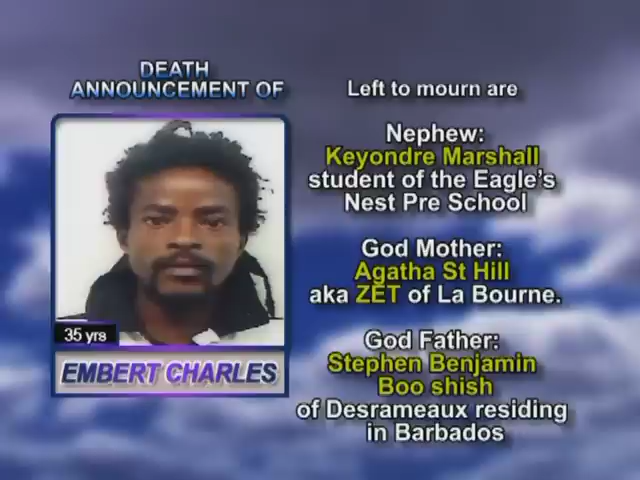 DEATH
ANNOUNCEMENT OF
35 yrs
EMBERT CHARLES
Left to mourn are
Nephew:
Keyondre Marshall
student of the Eagle's
Nest Pre School
God Mother:
Agatha St Hill
aka ZET of La Bourne.
God Father:
Stephen Benjamin
Boo shish
of Desrameaux residing
in Barbados